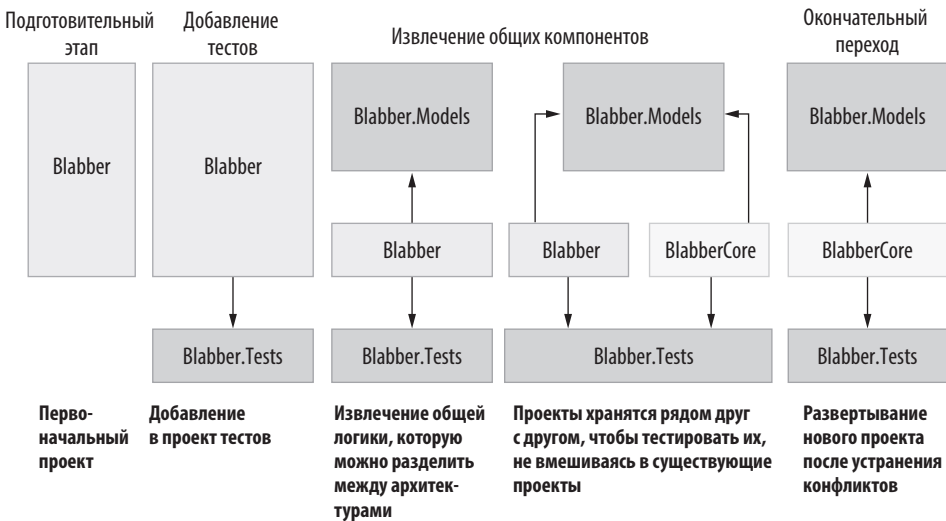 Подготовительный
этап
Добавление
тестов
Извлечение общих компонентов
Окончательный
переход
Blabber
Blabber
Blabber.Models
Blabber.Models
Blabber.Models
Blabber
Blabber
BlabberCore
BlabberCore
Blabber.Tests
Blabber.Tests
Blabber.Tests
Blabber.Tests
Перво-
начальный
проект
Добавление
в проект тестов
Извлечение общей
логики, которую
можно разделить
между архитек-
турами
Проекты хранятся рядом друг
с другом, чтобы тестировать их,
не вмешиваясь в существующие
проекты
Развертывание
нового проекта
после устранения
конфликтов